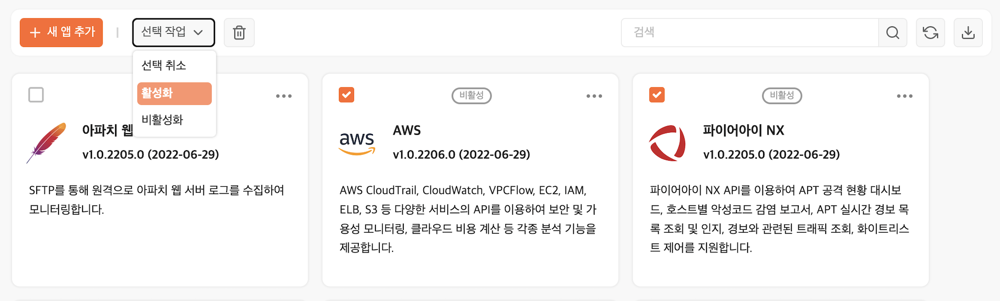 새 앱 추가
선택 작업
검색
선택 취소
활성화
비활성화
아파치 웹
v1.0.2205.0 (2022-06-29)
SFTP를 통해 원격으로 아파치 웹 서버 로그를 수집하여
모니터링합니다.
비활성
aws
AWS
v1.0.2206.0 (2022-06-29)
AWS CloudTrail, CloudWatch, VPCFlow, EC2, IAM,
ELB, S3 등 다양한 서비스의 API를 이용하여 보안 및 가
용성 모니터링, 클라우드 비용 계산 등 각종 분석 기능을
제공합니다.
비활성
파이어아이 NX
v1.0.2205.0 (2022-06-29)
파이어아이 NX API를 이용하여 APT 공격 현황 대시보
드, 호스트별 악성코드 감염 보고서, APT 실시간 경보 목
록 조회 및 인지, 경보와 관련된 트래픽 조회, 화이트리스
트 제어를 지원합니다.